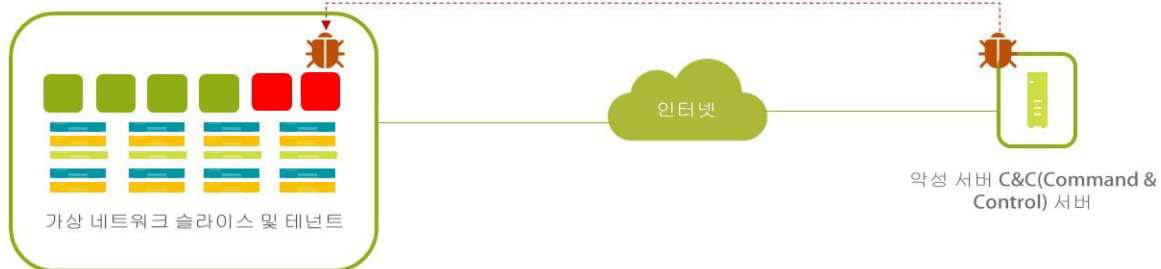 인터넷
가상 네트워크 슬라이스 및 테넌트
악성 서버 C&C(Command &
Control) 서버